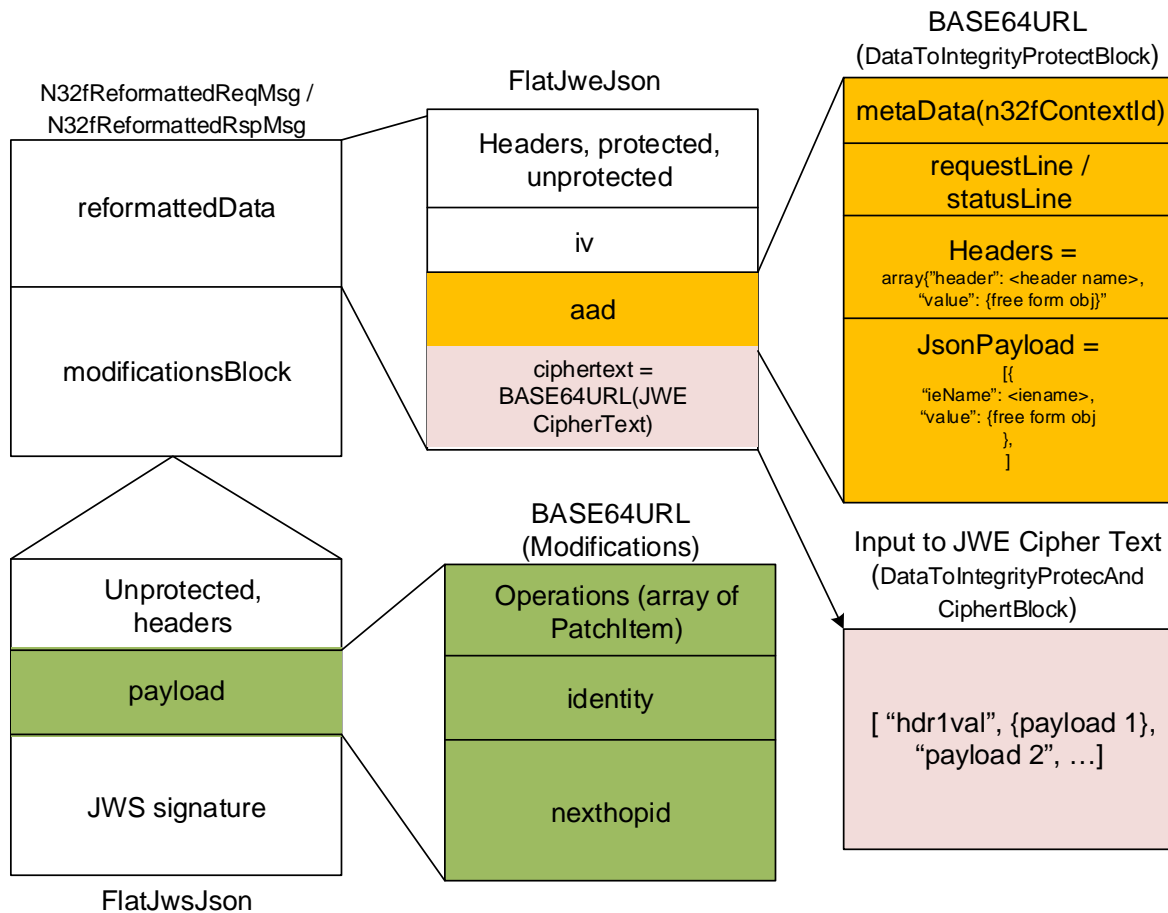 N32fReformattedReqMsg /
N32fReformattedRspMsg
reformattedData
modificationsBlock
FlatJweJson
Headers, protected,
unprotected
iv
aad
ciphertext =
BASE64URL(JWE
CipherText)
BASE64URL
(DataToIntegrityProtectBlock)
metaData(n32fContextId)
requestLine /
statusLine
Headers =
array{"header": <header name>,
“value”: {free form obj}”
JsonPayload =
[{
“ieName”: <iename>,
“value”: {free form obj
},
]
Unprotected,
headers
payload
JWS signature
FlatJwsJson
BASE64URL
(Modifications)
Operations (array of
PatchItem)
identity
nexthopid
Input to JWE Cipher Text
(DataToIntegrityProtecAnd
CiphertBlock)
[ “hdr1val”, {payload 1},
“payload 2”, …]